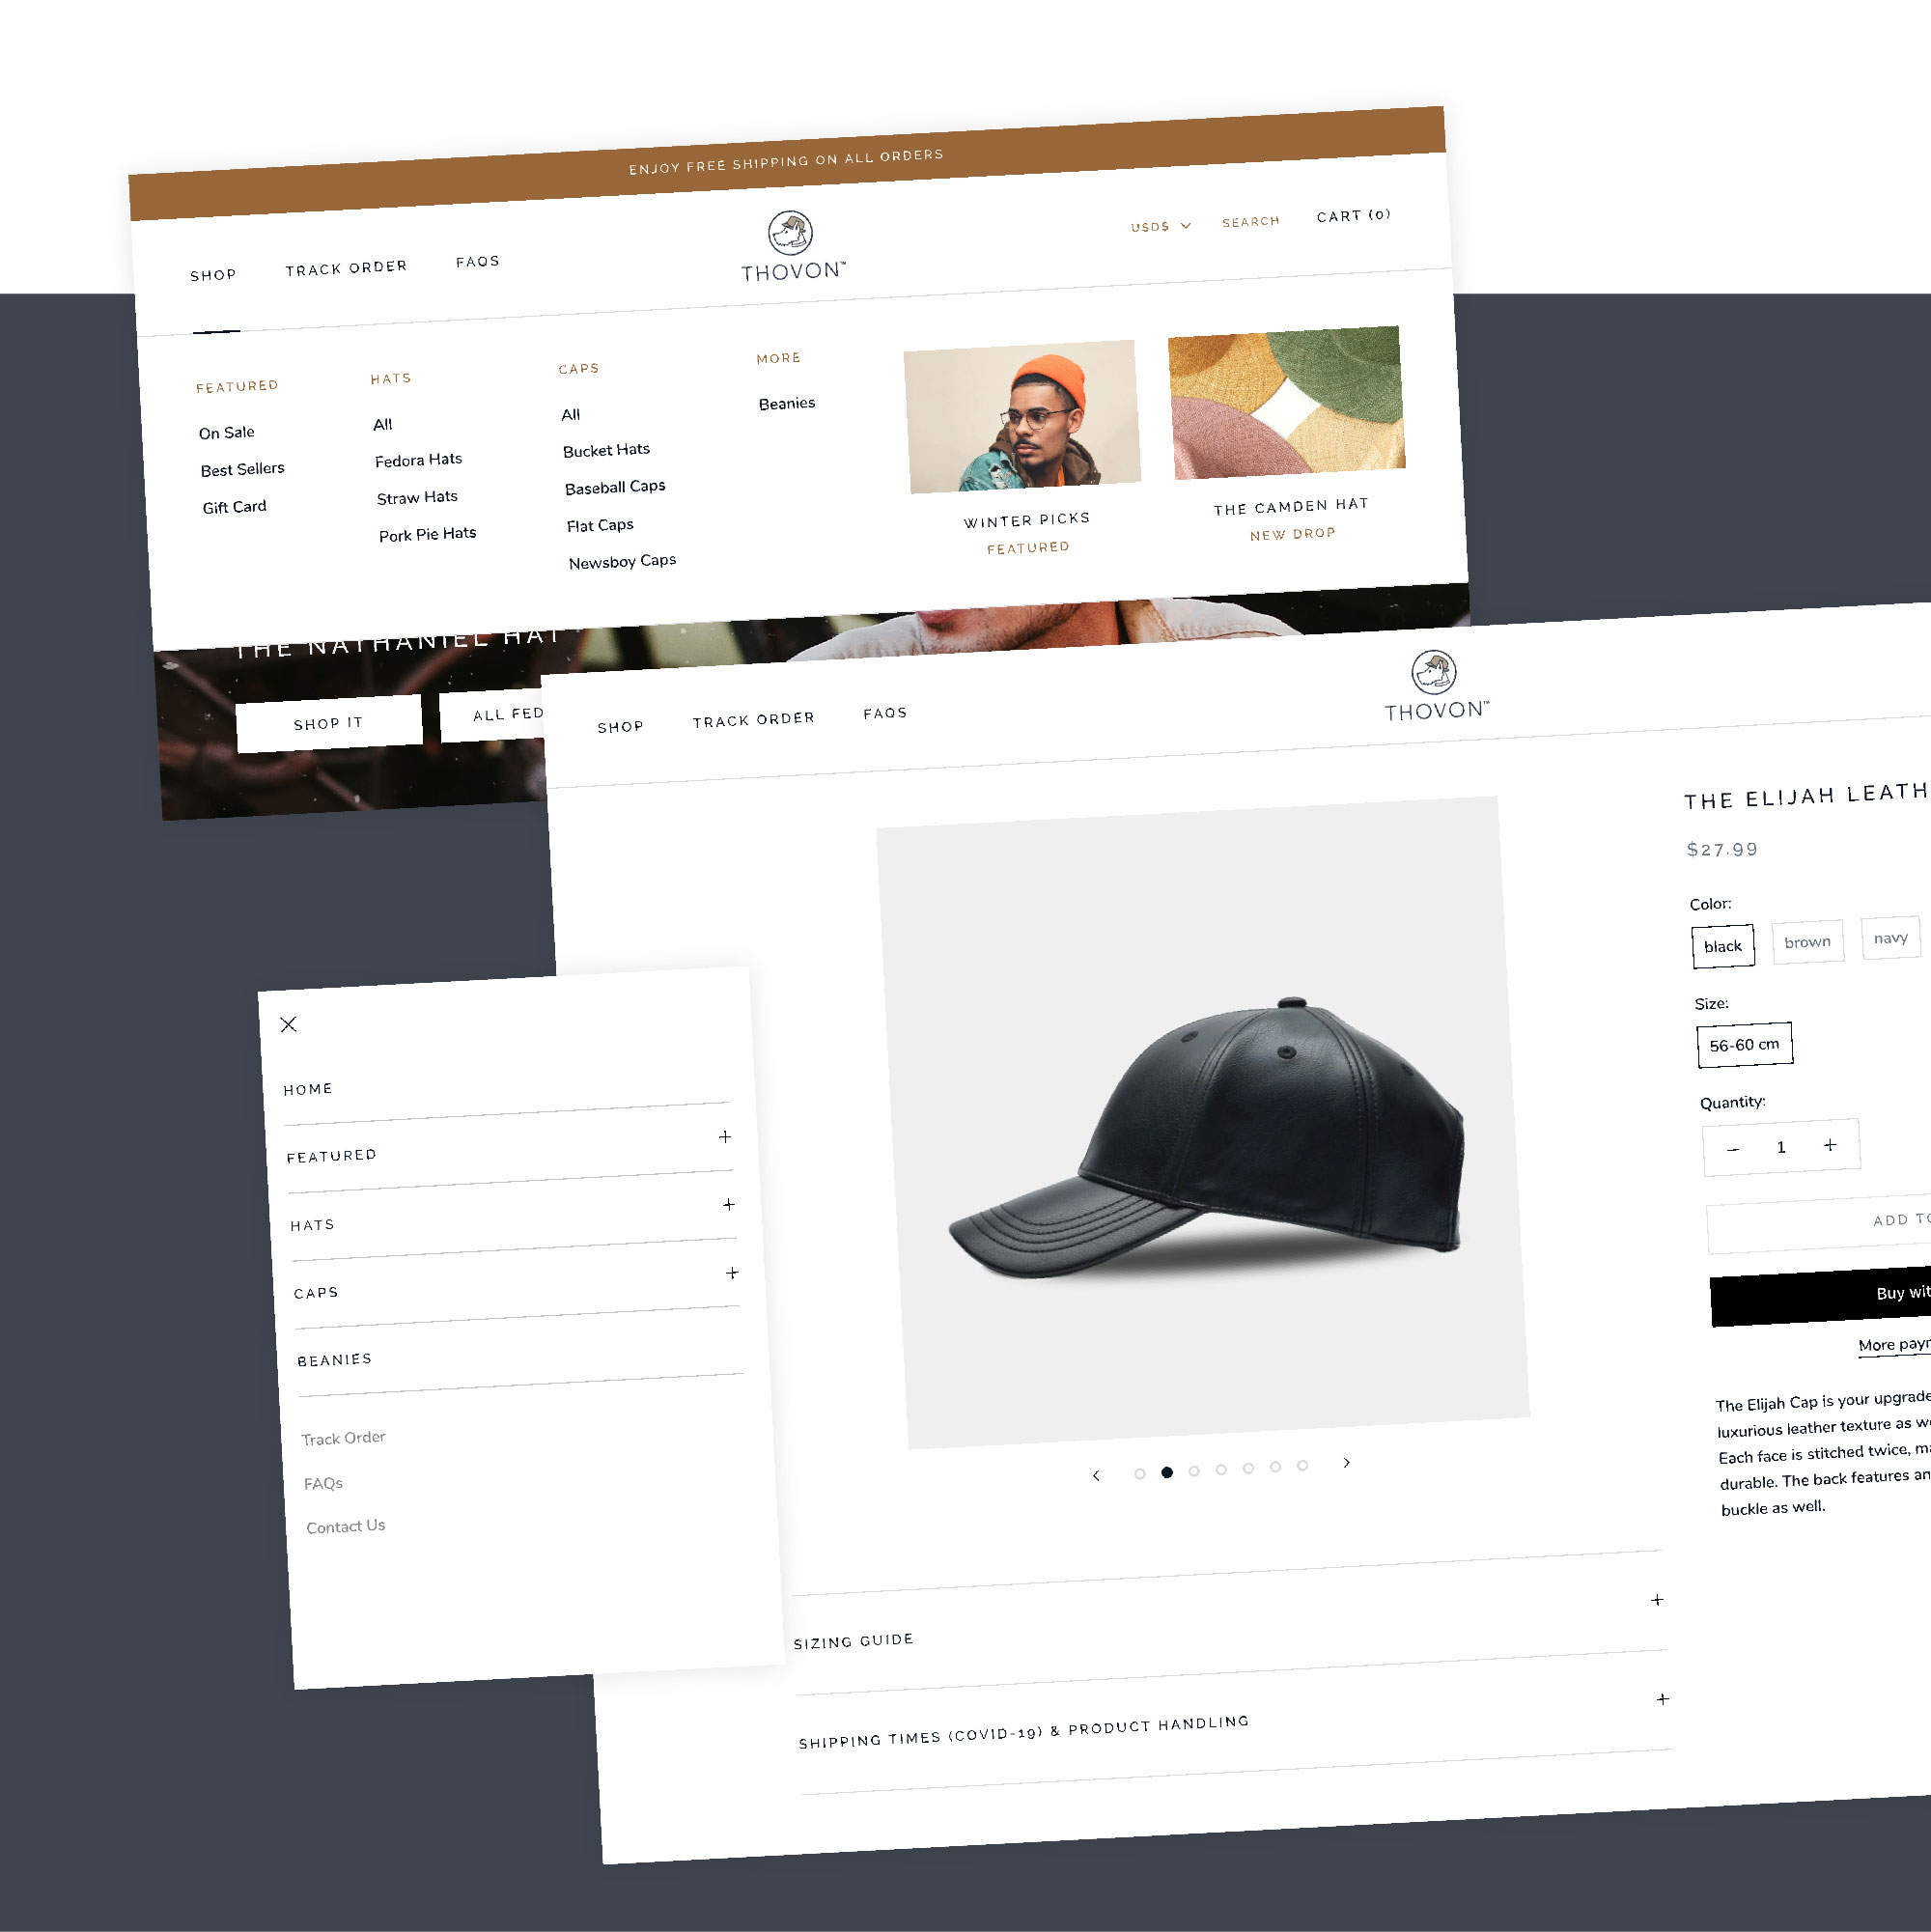 ENJOY FREE SHIPPING ON ALL ORDERS
SHOP
TRACK ORDER
FAQS
THOVON™
USD$
SEARCH
CART (0)
FEATURED
On Sale
Best Sellers
Gift Card
HATS
All
Fedora Hats
Straw Hats
Pork Pie Hats
CAPS
All
Bucket Hats
Baseball Caps
Flat Caps
Newsboy Caps
MORE
Beanies
WINTER PICKS
FEATURED
THE CAMDEN HAT
NEW DROP
THE NATHANIEL HAT
SHOP IT
ALL FED
SHOP
TRACK ORDER
FAQS
THOVON™
THE ELIJAH LEATH
$27.99
Color:
black
brown
navy
Size:
56-60 cm
Quantity:
− 1 +
ADD TO
Buy wit
More payr
The Elijah Cap is your upgrade
luxurious leather texture as we
Each face is stitched twice, ma
durable. The back features an
buckle as well.
SIZING GUIDE
SHIPPING TIMES (COVID-19) & PRODUCT HANDLING
HOME
FEATURED
HATS
CAPS
BEANIES
Track Order
FAQs
Contact Us